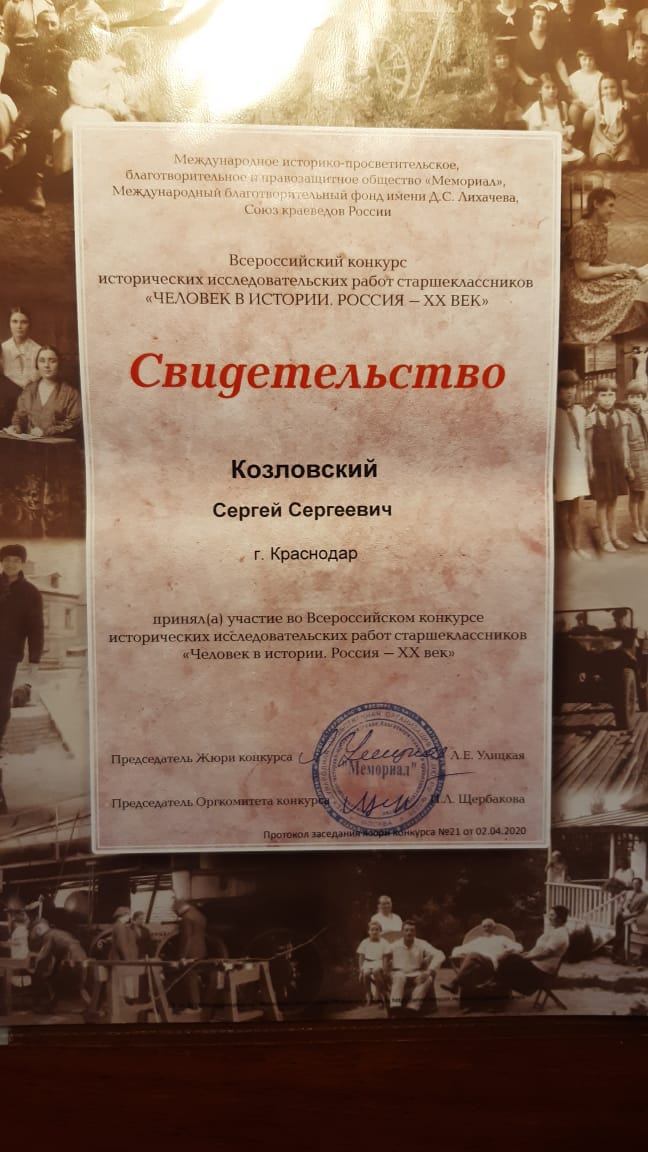 Международное историко-просветительское,
благотворительное и правозащитное общество «Мемориал»,
Международный благотворительный фонд имени Д.С. Лихачева,
Союз краеведов России
Всероссийский конкурс
исторических исследовательских работ старшеклассников
«ЧЕЛОВЕК В ИСТОРИИ. РОССИЯ — XX ВЕК»
Свидетельство
Козловский
Сергей Сергеевич
г. Краснодар
принял(а) участие во Всероссийском конкурсе
исторических исследовательских работ старшеклассников
«Человек в истории. Россия — XX век»
Председатель Жюри конкурса Л.Е. Улицкая
"Мемориал"
Председатель Оргкомитета конкурса Щербакова
Протокол заседания жюри конкурса №21 от 02.04.2020